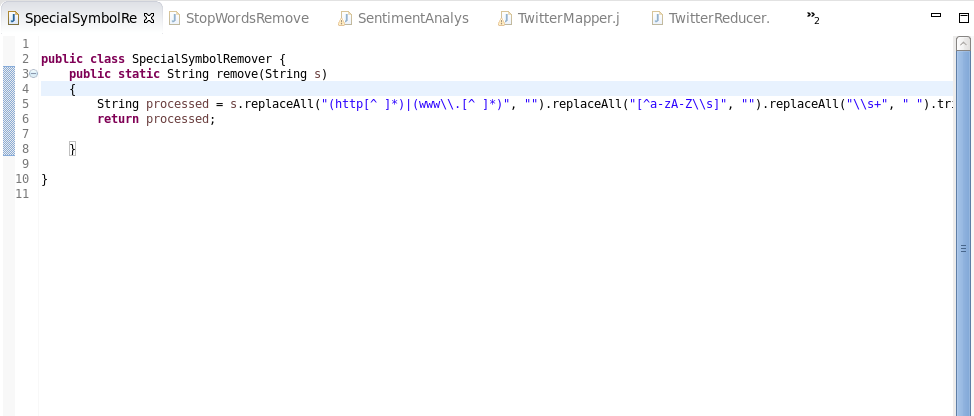 SpecialSymbolRe StopWordsRemove SentimentAnalys TwitterMapper.j TwitterReducer. »2
1
2 public class SpecialSymbolRemover {
3 public static String remove(String s)
4 {
5 String processed = s.replaceAll("(http[^ ]*)|(www\\.[^ ]*)", "").replaceAll("[^a-zA-Z\\s]", "").replaceAll("\\s+", " ").tri
6 return processed;
7
8 }
9
10 }
11